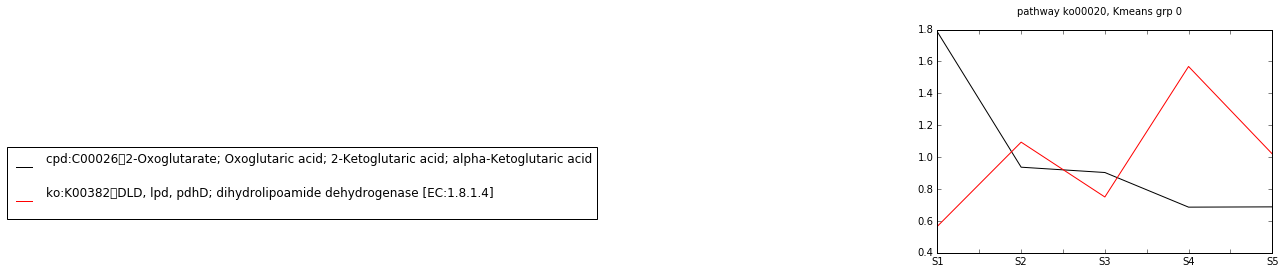 pathway ko00020, Kmeans grp 0
1.8
1.6
1.4
1.2
1.0
0.8
0.6
0.4
S1 S2 S3 S4 S5
cpd:C00026▯2-Oxoglutarate; Oxoglutaric acid; 2-Ketoglutaric acid; alpha-Ketoglutaric acid
ko:K00382▯DLD, lpd, pdhD; dihydrolipoamide dehydrogenase [EC:1.8.1.4]